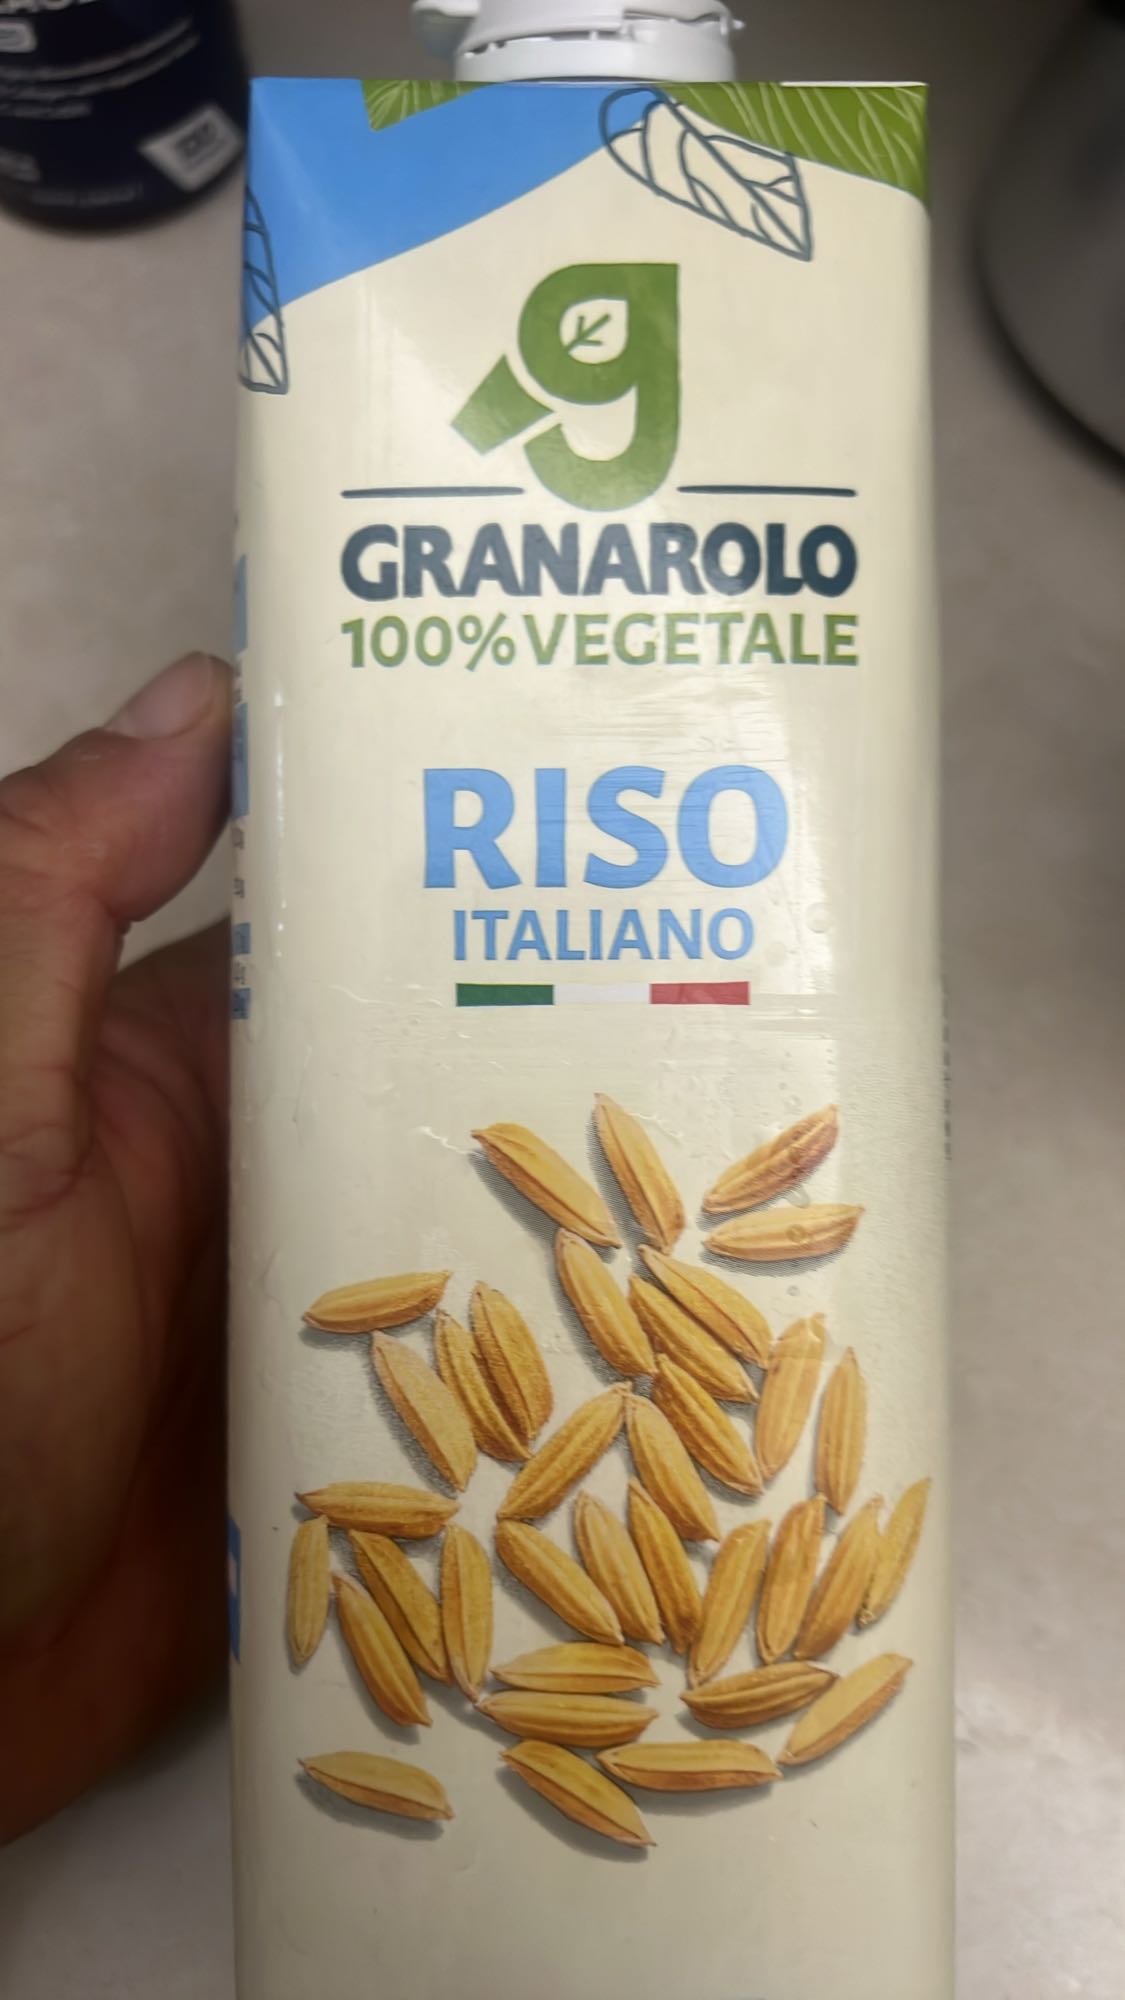 GRANAROLO
100% VEGETALE
RISO
ITALIANO